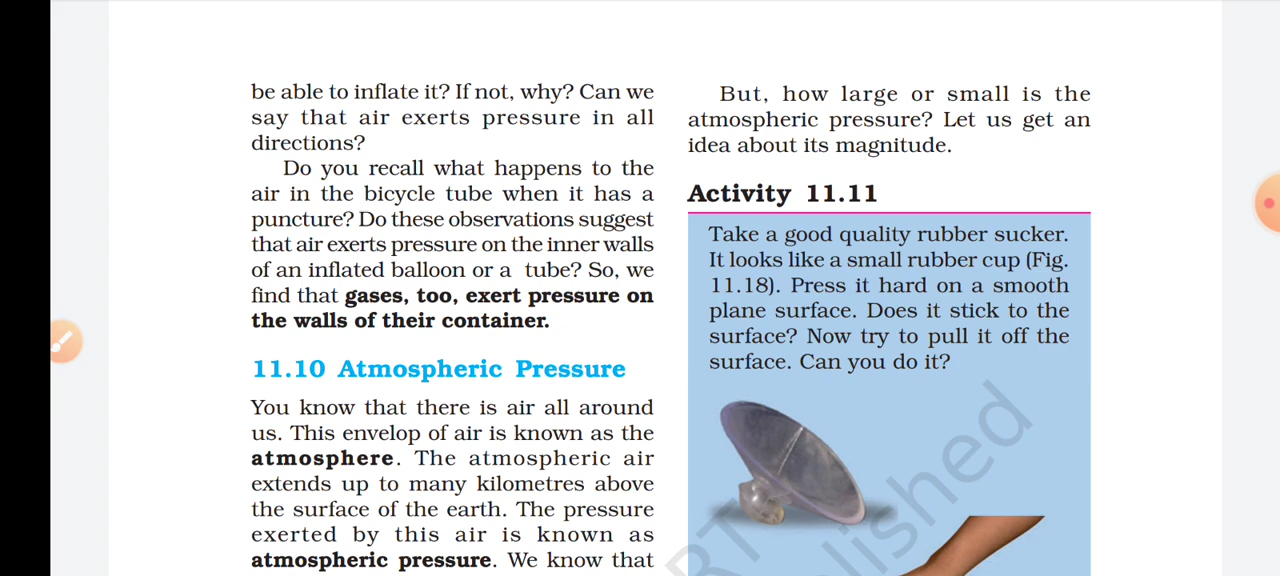 be able to inflate it? If not, why? Can we
say that air exerts pressure in all
directions?
Do you recall what happens to the
air in the bicycle tube when it has a
puncture? Do these observations suggest
that air exerts pressure on the inner walls
of an inflated balloon or a tube? So, we
find that gases, too, exert pressure on
the walls of their container.
11.10 Atmospheric Pressure
You know that there is air all around
us. This envelop of air is known as the
atmosphere. The atmospheric air
extends up to many kilometres above
the surface of the earth. The pressure
exerted by this air is known as
atmospheric pressure. We know that
But, how large or small is the
atmospheric pressure? Let us get an
idea about its magnitude.
Activity 11.11
Take a good quality rubber sucker.
It looks like a small rubber cup (Fig.
11.18). Press it hard on a smooth
plane surface. Does it stick to the
surface? Now try to pull it off the
surface. Can you do it?